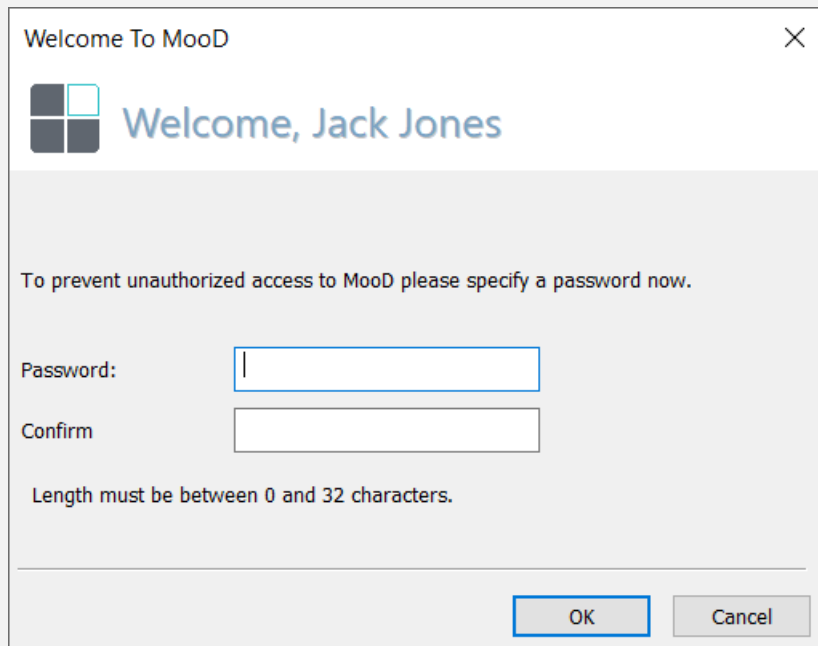 Welcome To MooD
Welcome, Jack Jones
To prevent unauthorized access to MooD please specify a password now.
Password:
Confirm
Length must be between 0 and 32 characters.
OK Cancel